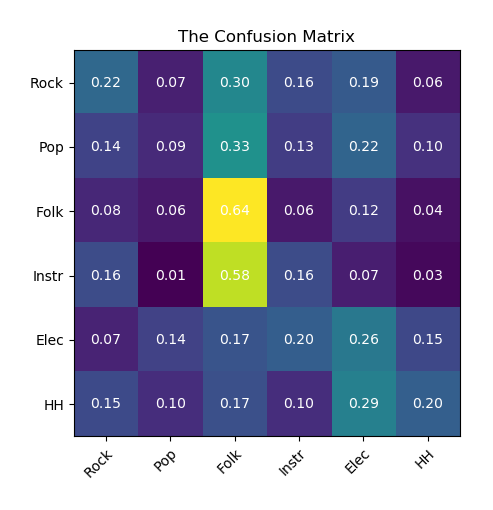 The Confusion Matrix
Rock 0.22 0.07 0.30 0.16 0.19 0.06
Pop 0.14 0.09 0.33 0.13 0.22 0.10
Folk 0.08 0.06 0.64 0.06 0.12 0.04
Instr 0.16 0.01 0.58 0.16 0.07 0.03
Elec 0.07 0.14 0.17 0.20 0.26 0.15
HH 0.15 0.10 0.17 0.10 0.29 0.20
Rock Pop Folk Instr Elec HH